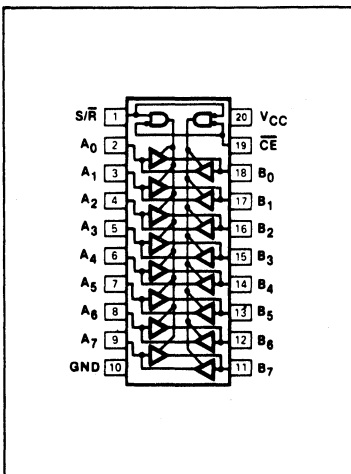 S/R̅ 1 20 VCC
A0 2 19 C̅E̅
A1 3 18 B0
A2 4 17 B1
A3 5 16 B2
A4 6 15 B3
A5 7 14 B4
A6 8 13 B5
A7 9 12 B6
GND 10 11 B7